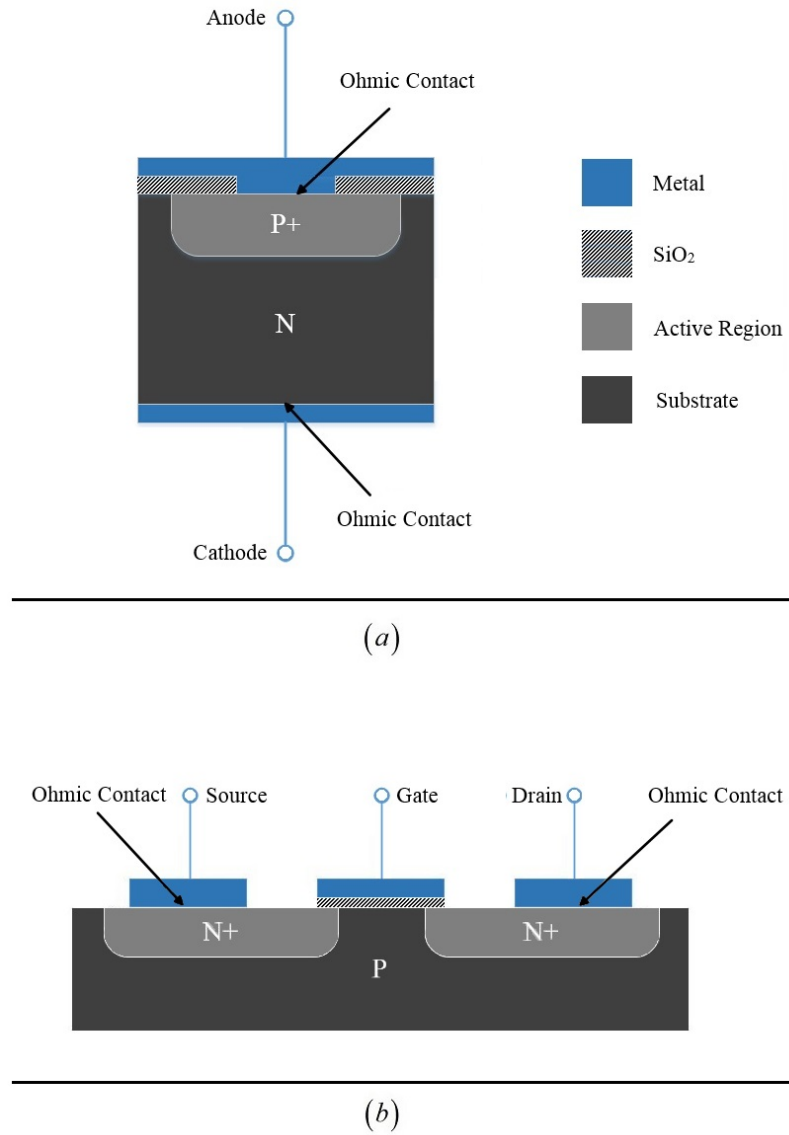 Anode
Ohmic Contact
Metal
P+
SiO₂
N
Active Region
Substrate
Ohmic Contact
Cathode
(a)
Ohmic Contact
Source
Gate
Drain
Ohmic Contact
N+
N+
P
(b)